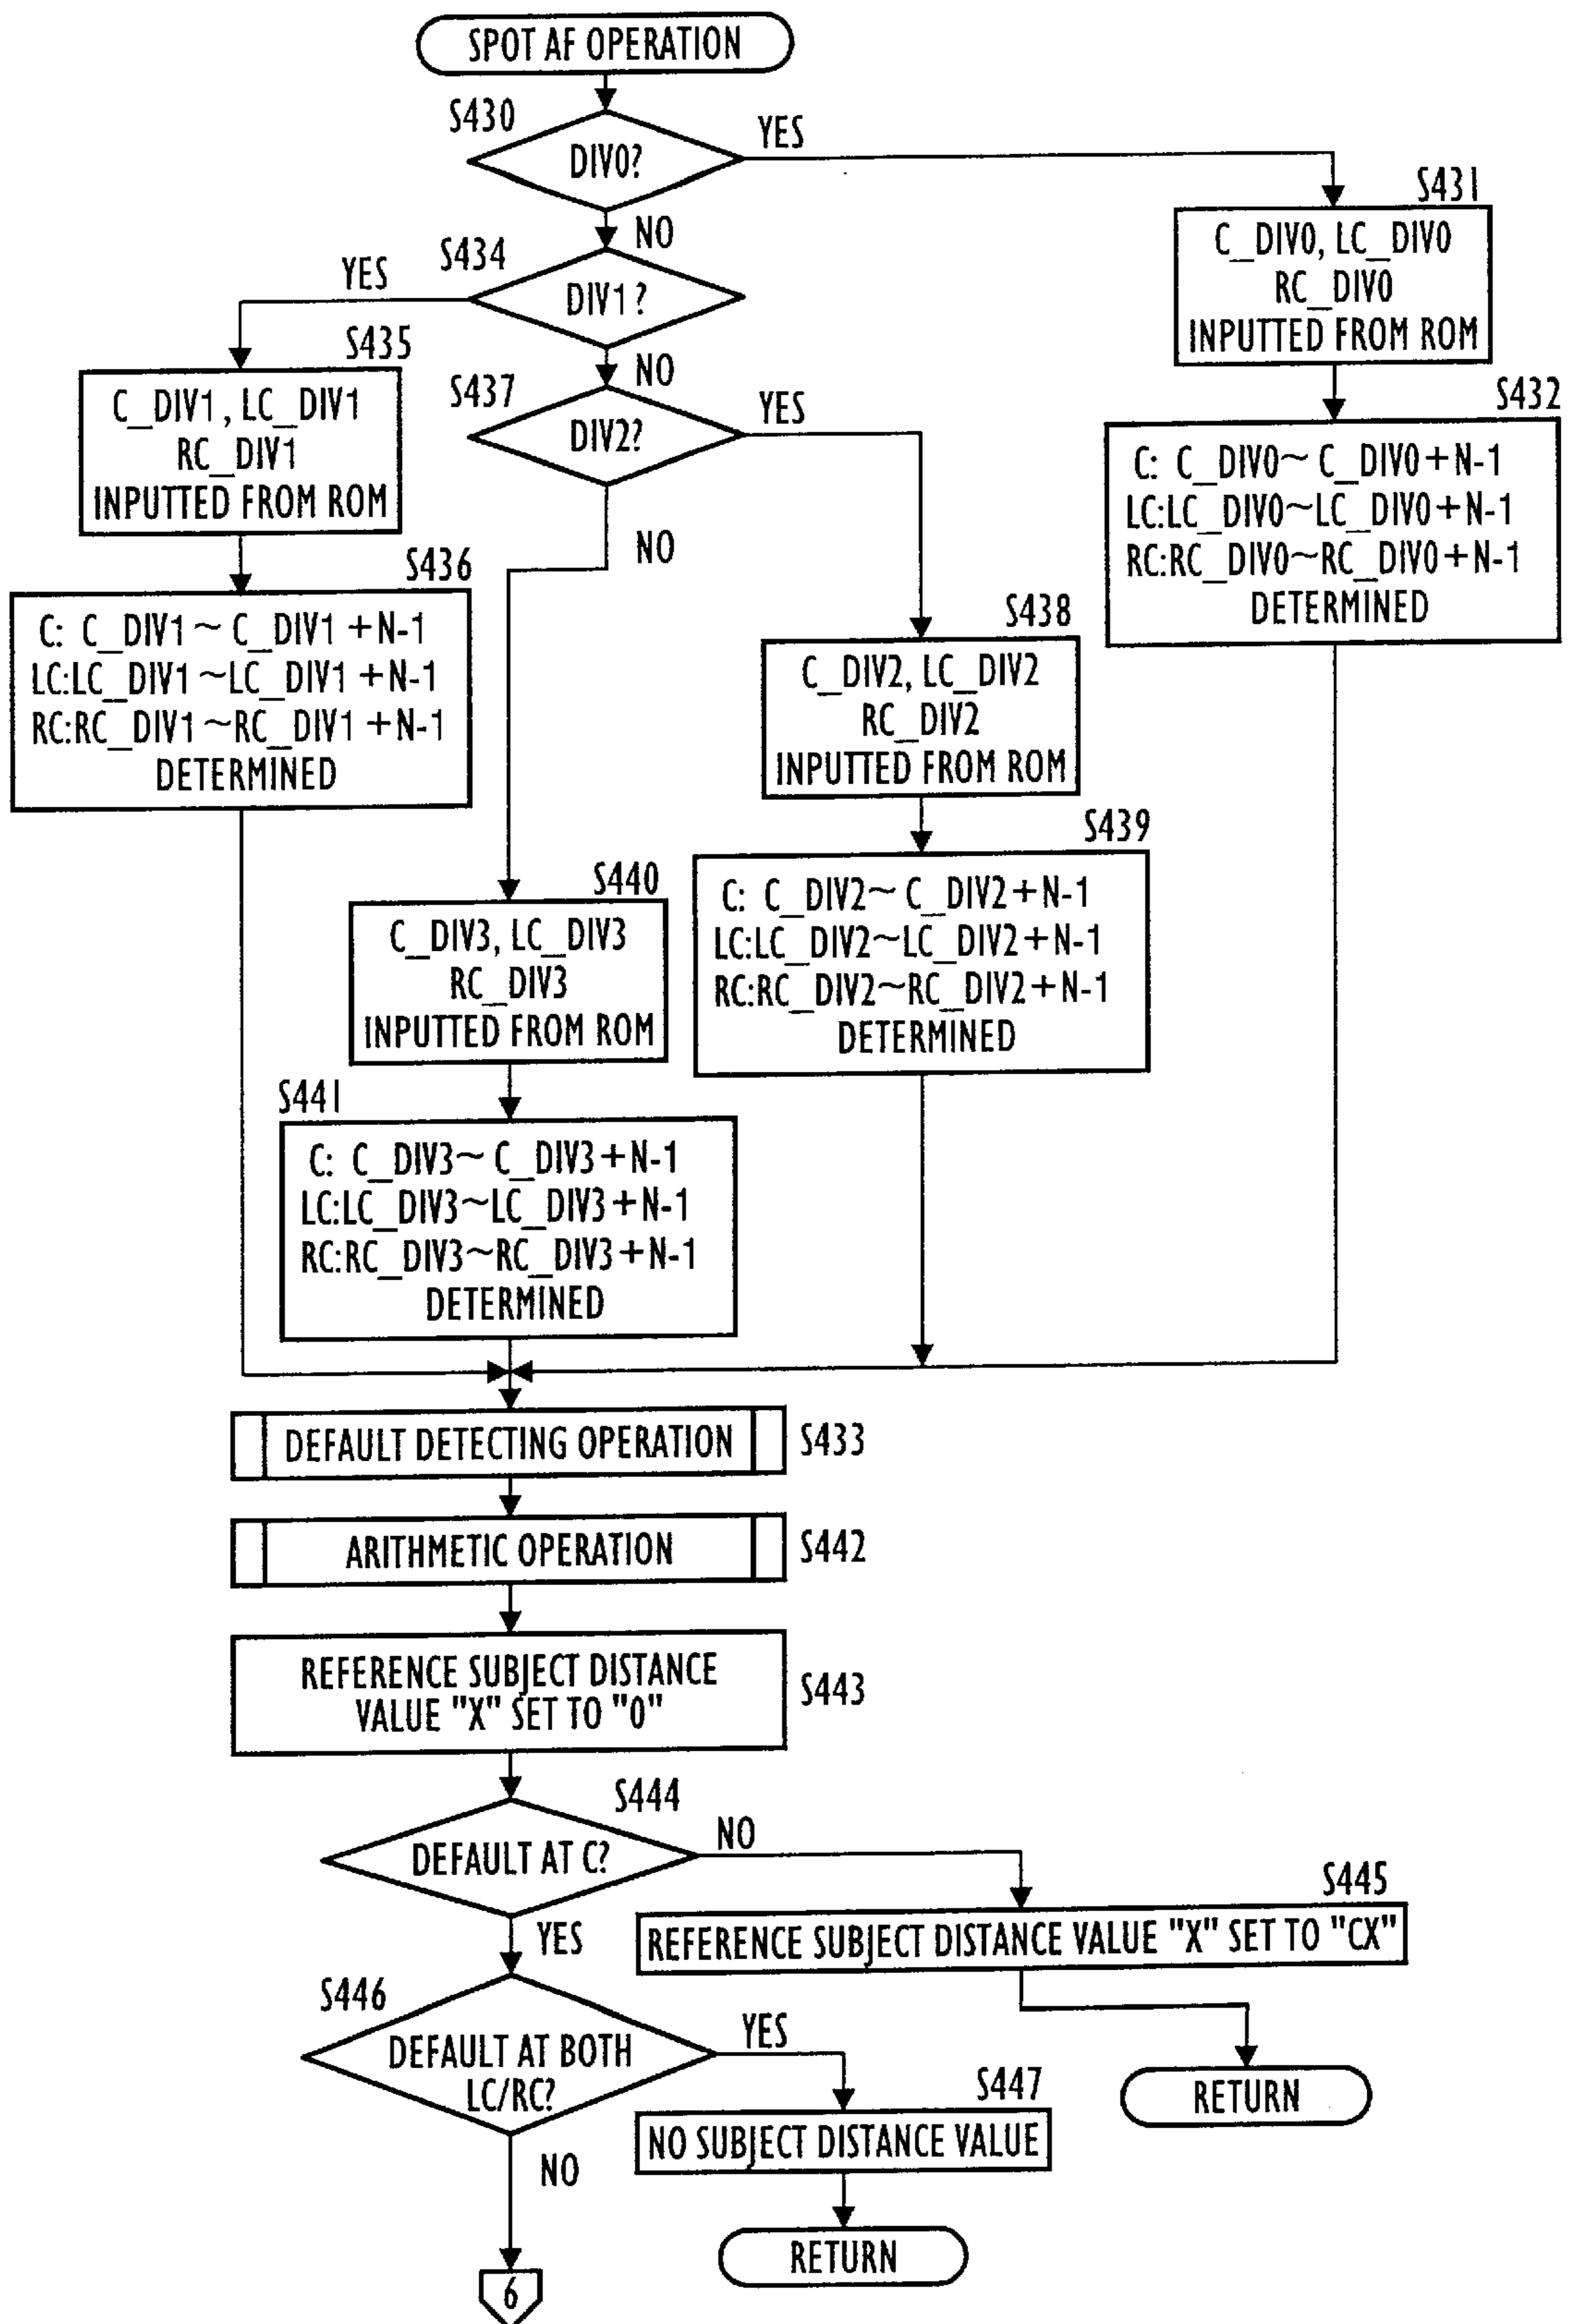 SPOT AF OPERATION
S430
DIV0?
YES
NO
S431
C_DIV0, LC_DIV0
RC_DIV0
INPUTTED FROM ROM
S434
YES
DIV1?
NO
S435
C_DIV1, LC_DIV1
RC_DIV1
INPUTTED FROM ROM
S437
DIV2?
YES
NO
S432
C: C_DIV0~ C_DIV0+N-1
LC:LC_DIV0~LC_DIV0+N-1
RC:RC_DIV0~RC_DIV0+N-1
DETERMINED
S436
C: C_DIV1~ C_DIV1+N-1
LC:LC_DIV1~LC_DIV1+N-1
RC:RC_DIV1~RC_DIV1+N-1
DETERMINED
S438
C_DIV2, LC_DIV2
RC_DIV2
INPUTTED FROM ROM
S439
C: C_DIV2~ C_DIV2+N-1
LC:LC_DIV2~LC_DIV2+N-1
RC:RC_DIV2~RC_DIV2+N-1
DETERMINED
S440
C_DIV3, LC_DIV3
RC_DIV3
INPUTTED FROM ROM
S441
C: C_DIV3~ C_DIV3+N-1
LC:LC_DIV3~LC_DIV3+N-1
RC:RC_DIV3~RC_DIV3+N-1
DETERMINED
DEFAULT DETECTING OPERATION
S433
ARITHMETIC OPERATION
S442
REFERENCE SUBJECT DISTANCE
VALUE "X" SET TO "0"
S443
S444
DEFAULT AT C?
NO
YES
S445
REFERENCE SUBJECT DISTANCE VALUE "X" SET TO "CX"
RETURN
S446
DEFAULT AT BOTH
LC/RC?
YES
NO
S447
NO SUBJECT DISTANCE VALUE
RETURN
6